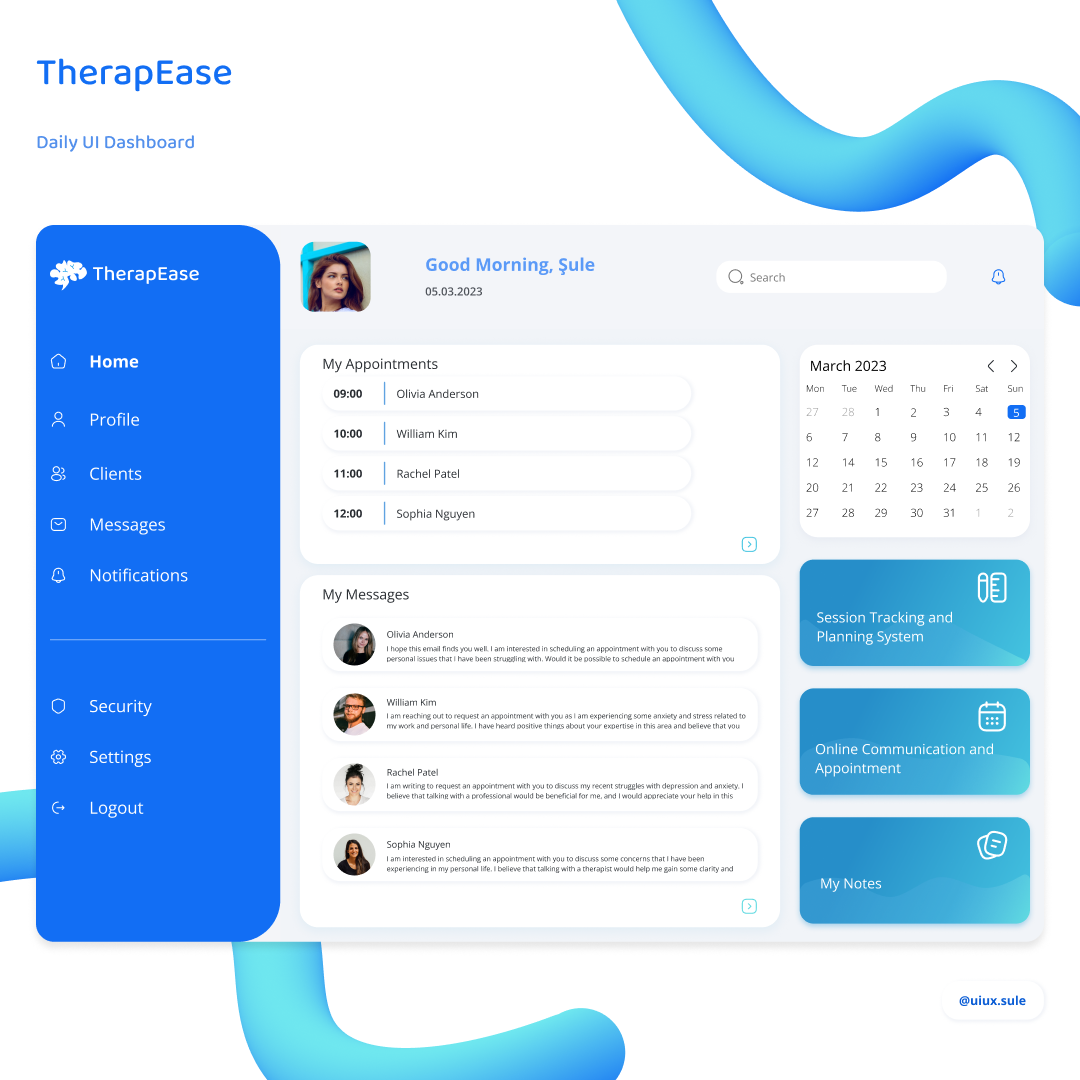 TherapEase
Daily UI Dashboard
TherapEase
Home
Profile
Clients
Messages
Notifications
Security
Settings
Logout
Good Morning, Şule
05.03.2023
Search
My Appointments
09:00 Olivia Anderson
10:00 William Kim
11:00 Rachel Patel
12:00 Sophia Nguyen
My Messages
Olivia Anderson
I hope this email finds you well. I am interested in scheduling an appointment with you to discuss some
personal issues that I have been struggling with. Would it be possible to schedule an appointment with you
William Kim
I am reaching out to request an appointment with you as I am experiencing some anxiety and stress related to
my work and personal life. I have heard positive things about your expertise in this area and believe that you
Rachel Patel
I am writing to request an appointment with you to discuss my recent struggles with depression and anxiety. I
believe that talking with a professional would be beneficial for me, and I would appreciate your help in this
Sophia Nguyen
I am interested in scheduling an appointment with you to discuss some concerns that I have been
experiencing in my personal life. I believe that talking with a therapist would help me gain some clarity and
March 2023
Mon Tue Wed Thu Fri Sat Sun
27 28 1 2 3 4 5
6 7 8 9 10 11 12
12 14 15 16 17 18 19
20 21 22 23 24 25 26
27 28 29 30 31 1 2
Session Tracking and
Planning System
Online Communication and
Appointment
My Notes
@uiux.sule